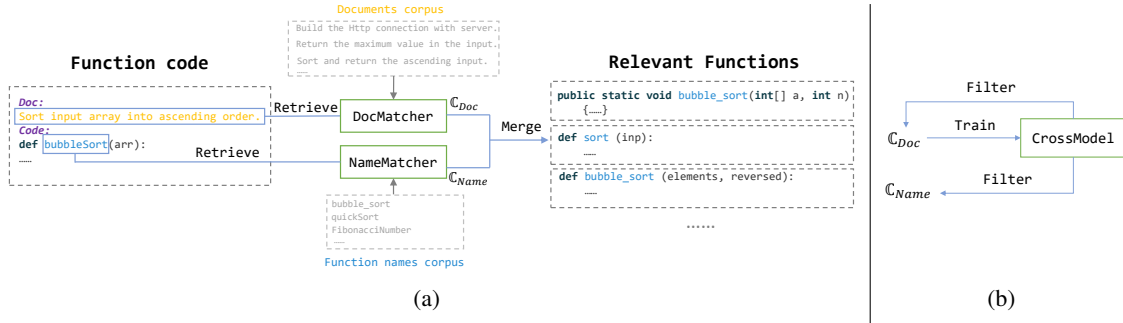 Documents corpus
Build the Http connection with server.
Return the maximum value in the input.
Sort and return the ascending input.
……
Function code
Doc:
Sort input array into ascending order.
Code:
def bubbleSort(arr):
……
Retrieve
Retrieve
DocMatcher
ℂDoc
NameMatcher
ℂName
Merge
bubble_sort
quickSort
FibonacciNumber
……
Function names corpus
Relevant Functions
public static void bubble_sort(int[] a, int n)
{……}
def sort (inp):
……
def bubble_sort (elements, reversed):
……
……
(a)
Filter
ℂDoc
Train
CrossModel
ℂName
Filter
(b)